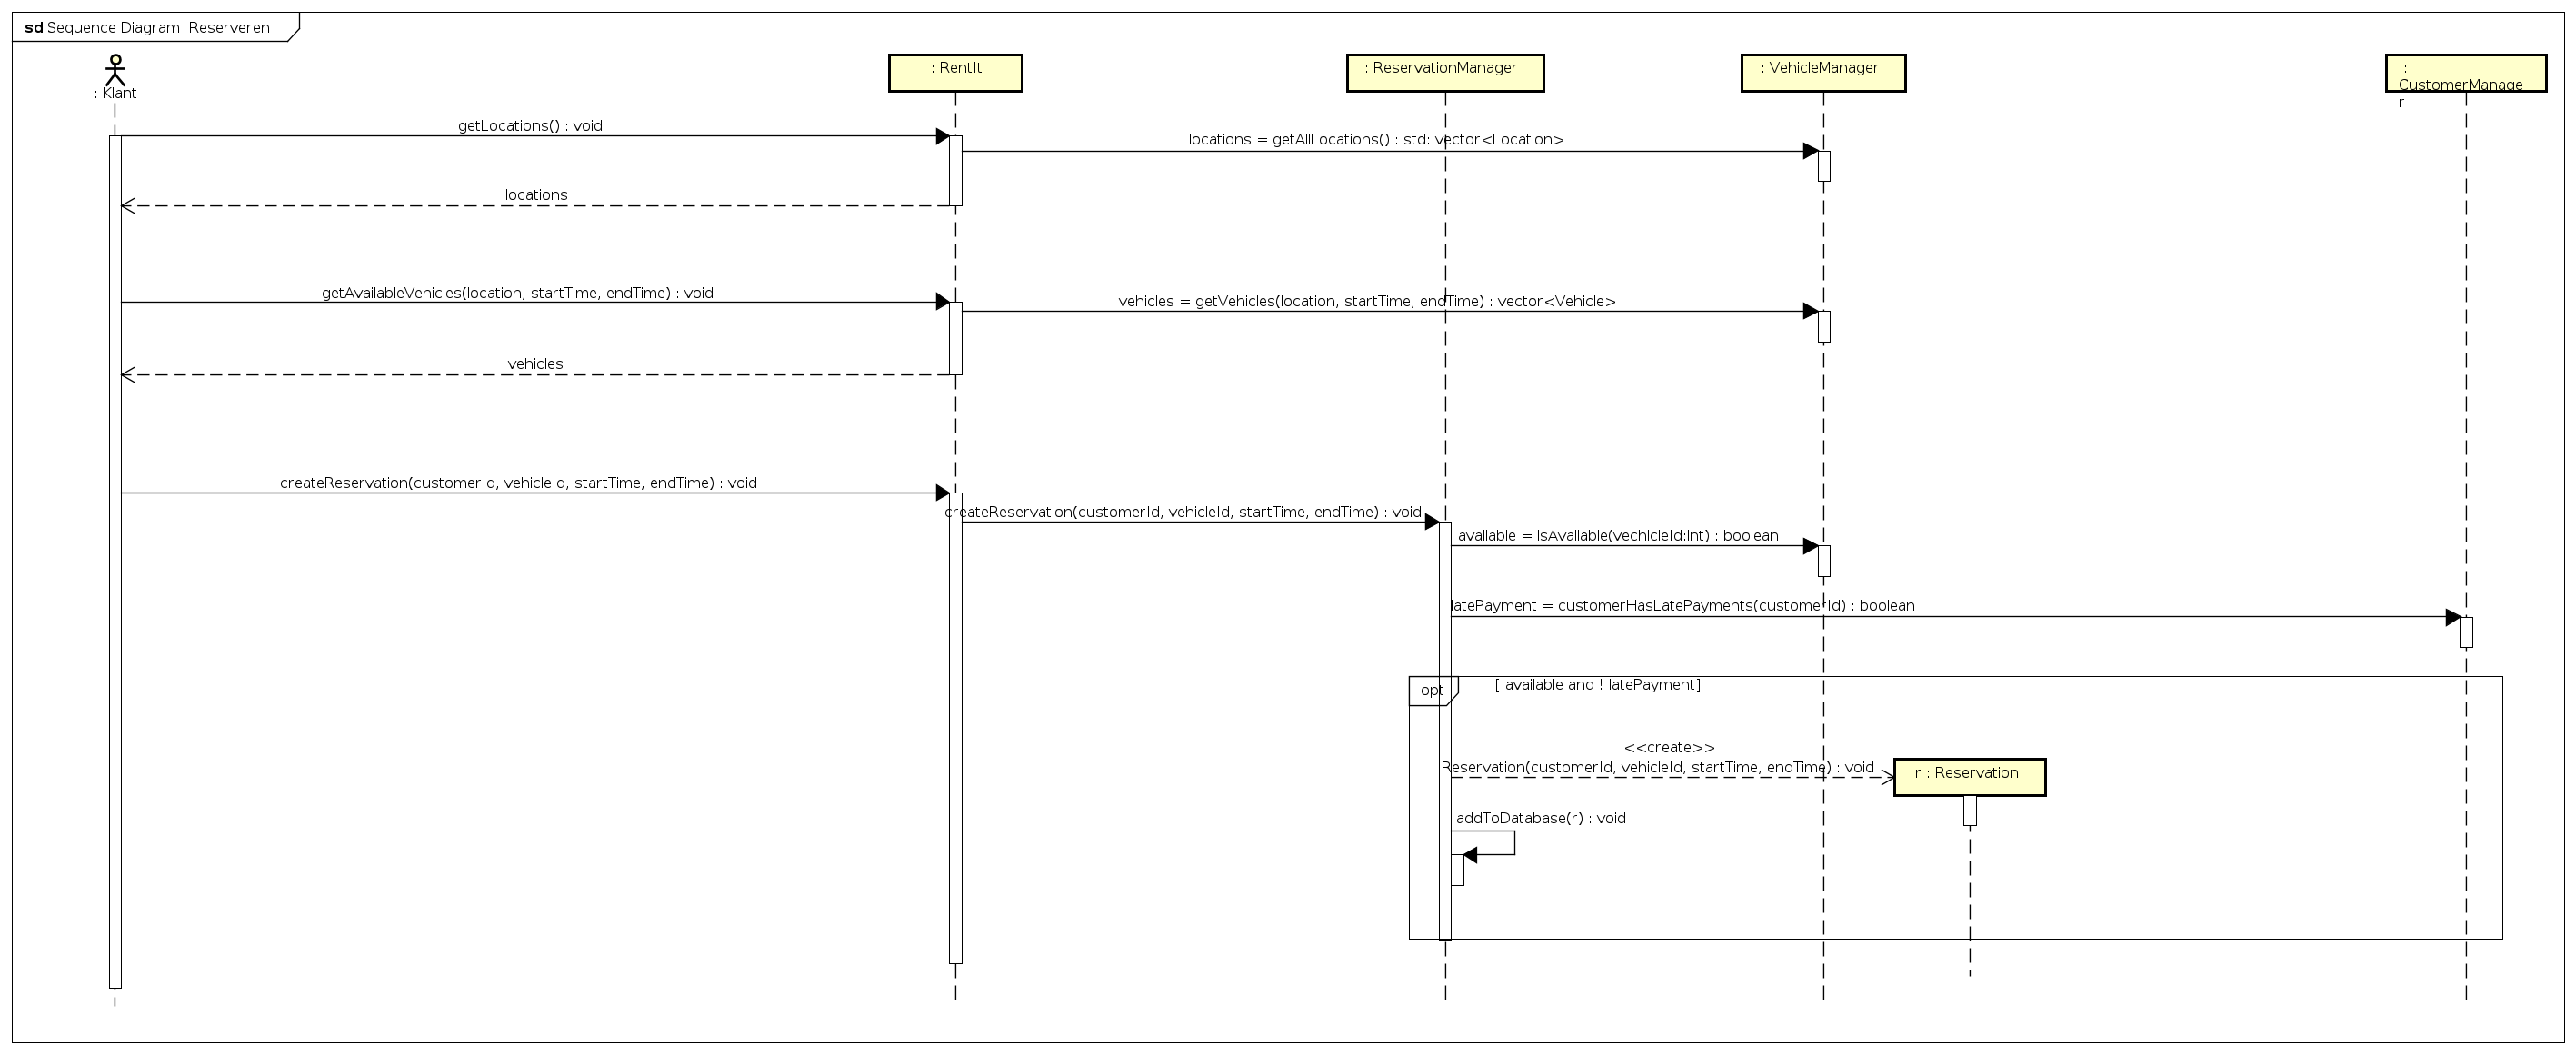 sd Sequence Diagram  Reserveren
: Klant
: RentIt
: ReservationManager
: VehicleManager
:
CustomerManage
r
getLocations() : void
locations = getAllLocations() : std::vector<Location>
locations
getAvailableVehicles(location, startTime, endTime) : void
vehicles = getVehicles(location, startTime, endTime) : vector<Vehicle>
vehicles
createReservation(customerId, vehicleId, startTime, endTime) : void
createReservation(customerId, vehicleId, startTime, endTime) : void
available = isAvailable(vechicleId:int) : boolean
latePayment = customerHasLatePayments(customerId) : boolean
opt
[ available and ! latePayment]
<<create>>
Reservation(customerId, vehicleId, startTime, endTime) : void
r : Reservation
addToDatabase(r) : void